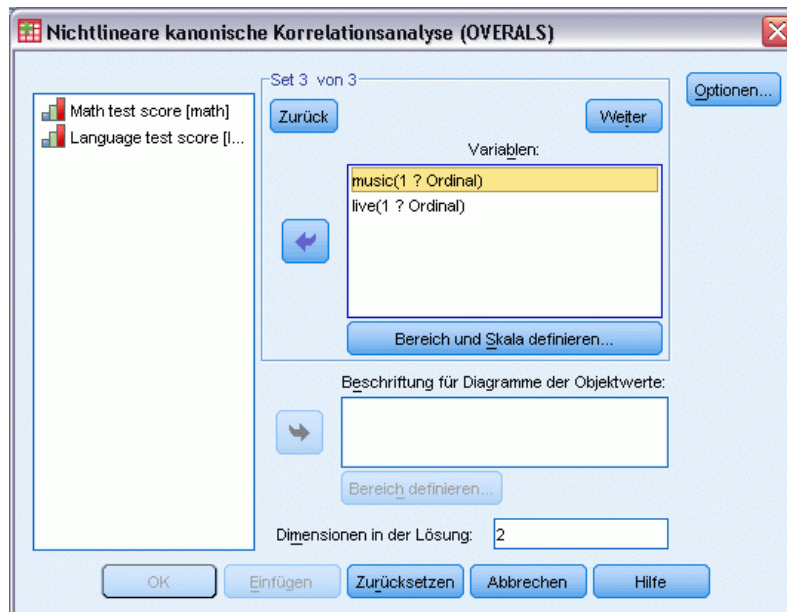 Nichtlineare kanonische Korrelationsanalyse (OVERALS)
Set 3 von 3
Optionen...
Math test score [math]
Language test score [l...
Zurück
Weiter
Variablen:
music(1 ? Ordinal)
live(1 ? Ordinal)
Bereich und Skala definieren...
Beschriftung für Diagramme der Objektwerte:
Bereich definieren...
Dimensionen in der Lösung:
2
OK
Einfügen
Zurücksetzen
Abbrechen
Hilfe